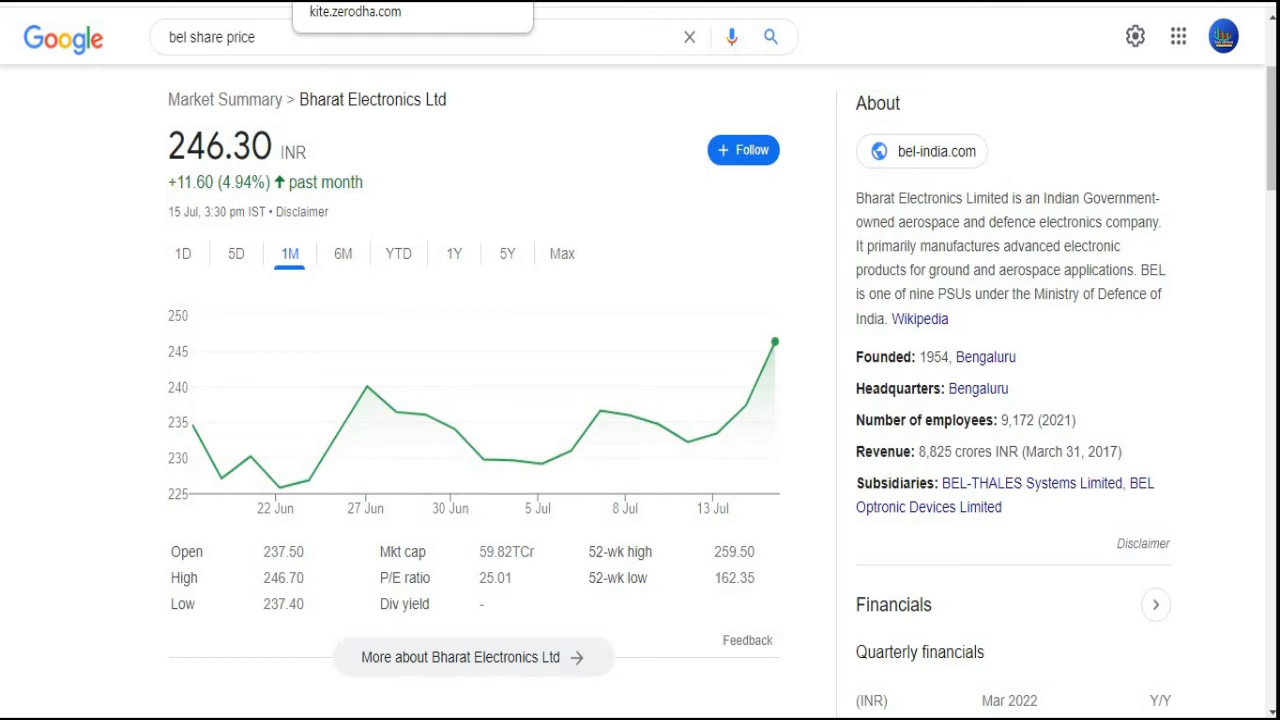 kite.zerodha.com
Google
bel share price
Market Summary > Bharat Electronics Ltd
246.30 INR
+ Follow
+11.60 (4.94%) ↑ past month
15 Jul, 3:30 pm IST • Disclaimer
1D 5D 1M 6M YTD 1Y 5Y Max
250
245
240
235
230
225
22 Jun 27 Jun 30 Jun 5 Jul 8 Jul 13 Jul
Open 237.50 Mkt cap 59.82TCr 52-wk high 259.50
High 246.70 P/E ratio 25.01 52-wk low 162.35
Low 237.40 Div yield -
Feedback
More about Bharat Electronics Ltd →
About
bel-india.com
Bharat Electronics Limited is an Indian Government-
owned aerospace and defence electronics company.
It primarily manufactures advanced electronic
products for ground and aerospace applications. BEL
is one of nine PSUs under the Ministry of Defence of
India. Wikipedia
Founded: 1954, Bengaluru
Headquarters: Bengaluru
Number of employees: 9,172 (2021)
Revenue: 8,825 crores INR (March 31, 2017)
Subsidiaries: BEL-THALES Systems Limited, BEL
Optronic Devices Limited
Disclaimer
Financials
Quarterly financials
(INR) Mar 2022 Y/Y